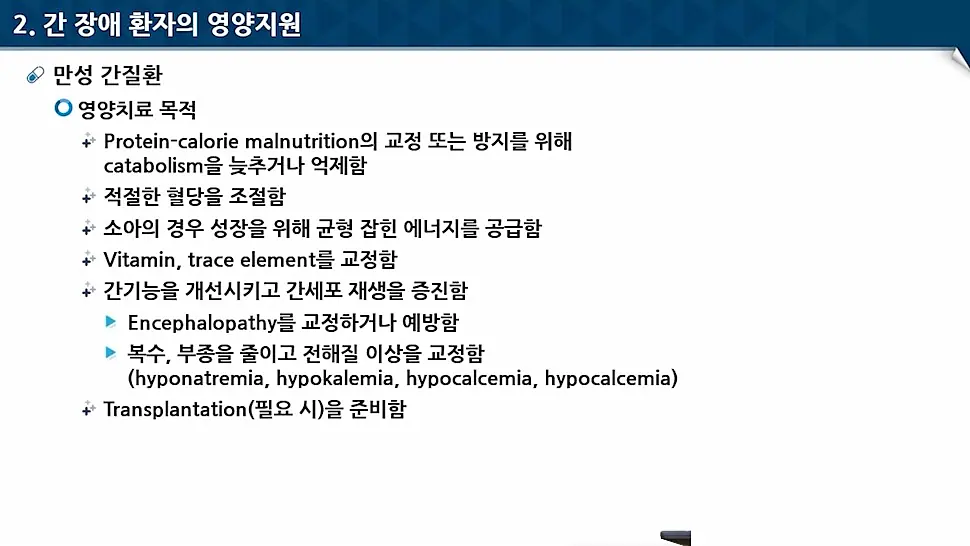 2. 간 장애 환자의 영양지원
만성 간질환
영양치료 목적
Protein-calorie malnutrition의 교정 또는 방지를 위해
catabolism을 늦추거나 억제함
적절한 혈당을 조절함
소아의 경우 성장을 위해 균형 잡힌 에너지를 공급함
Vitamin, trace element를 교정함
간기능을 개선시키고 간세포 재생을 증진함
Encephalopathy를 교정하거나 예방함
복수, 부종을 줄이고 전해질 이상을 교정함
(hyponatremia, hypokalemia, hypocalcemia, hypocalcemia)
Transplantation(필요 시)을 준비함